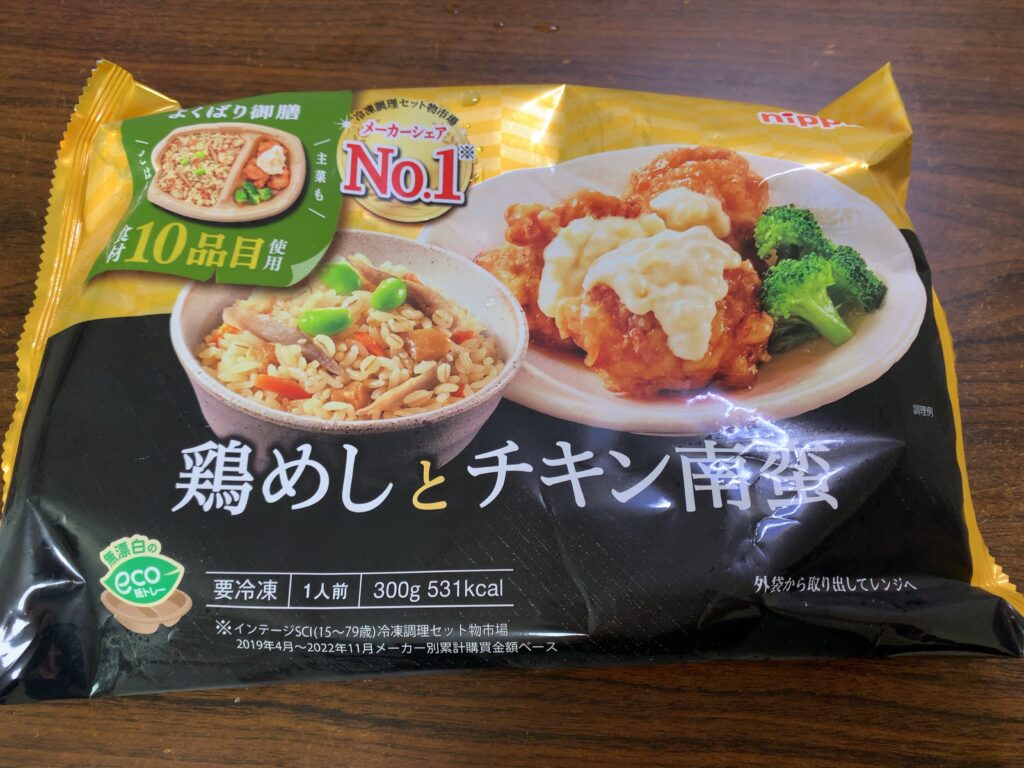 よくばり御膳
ごはん
主菜も
食材
10品目使用
冷凍調理セット物市場
メーカーシェア
No.1※
nipp
調理例
鶏めしとチキン南蛮
無漂白の
eco
紙トレー
要冷凍 1人前 300g 531kcal
外袋から取り出してレンジへ
※インテージSCI(15～79歳)冷凍調理セット物市場
2019年4月～2022年11月メーカー別累計購買金額ベース